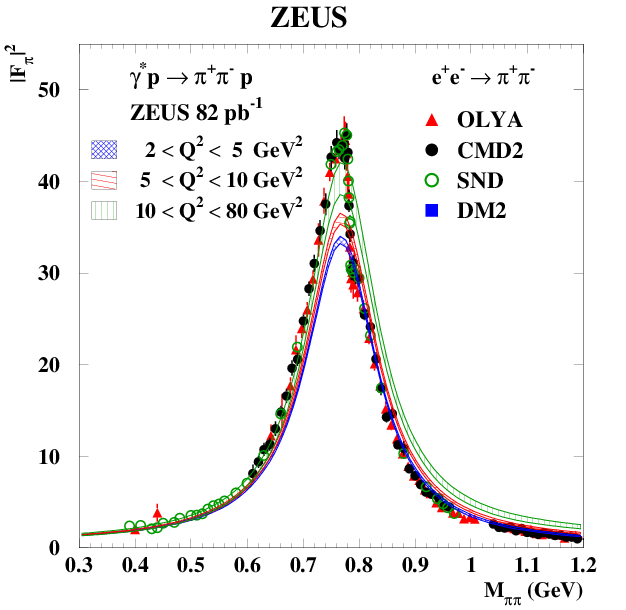 ZEUS
|Fπ|²
γ*p → π⁺π⁻ p
ZEUS 82 pb⁻¹
2 < Q² < 5 GeV²
5 < Q² < 10 GeV²
10 < Q² < 80 GeV²
e⁺e⁻ → π⁺π⁻
OLYA
CMD2
SND
DM2
50
40
30
20
10
0
0.3 0.4 0.5 0.6 0.7 0.8 0.9 1 1.1 1.2
Mππ (GeV)